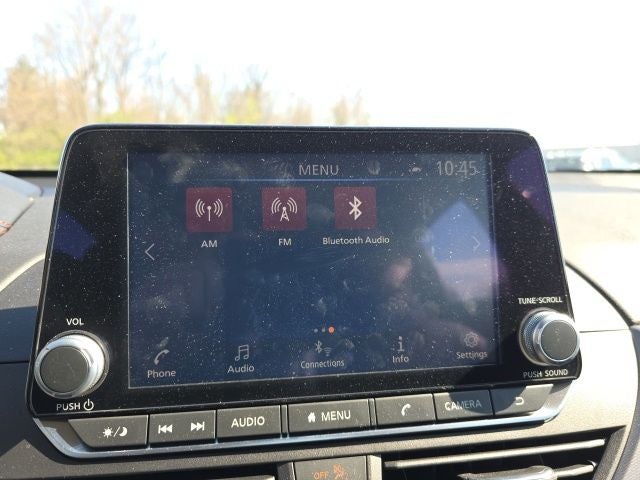 MENU 10:45
AM FM Bluetooth Audio
VOL
TUNE·SCROLL
Phone Audio Connections Info Settings
PUSH
PUSH SOUND
AUDIO MENU CAMERA
OFF